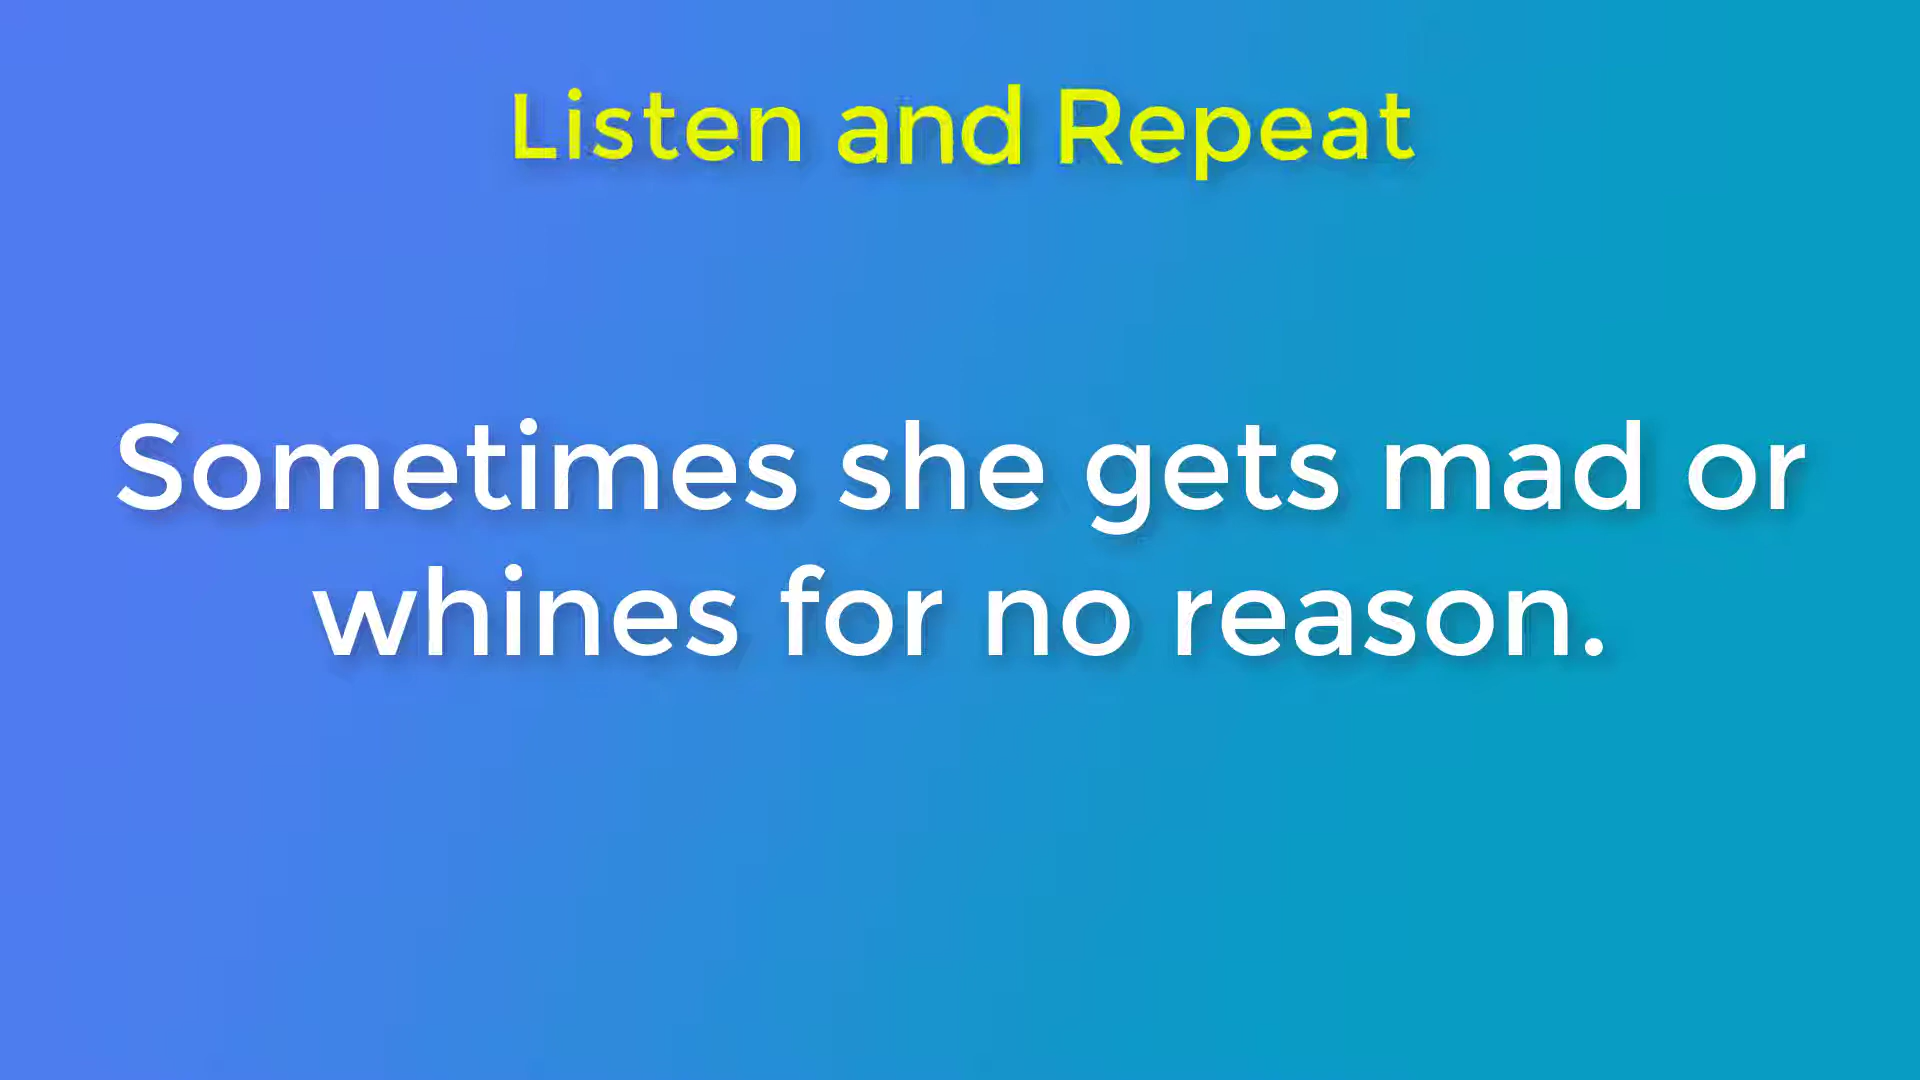 Listen and Repeat
Sometimes she gets mad or
whines for no reason.